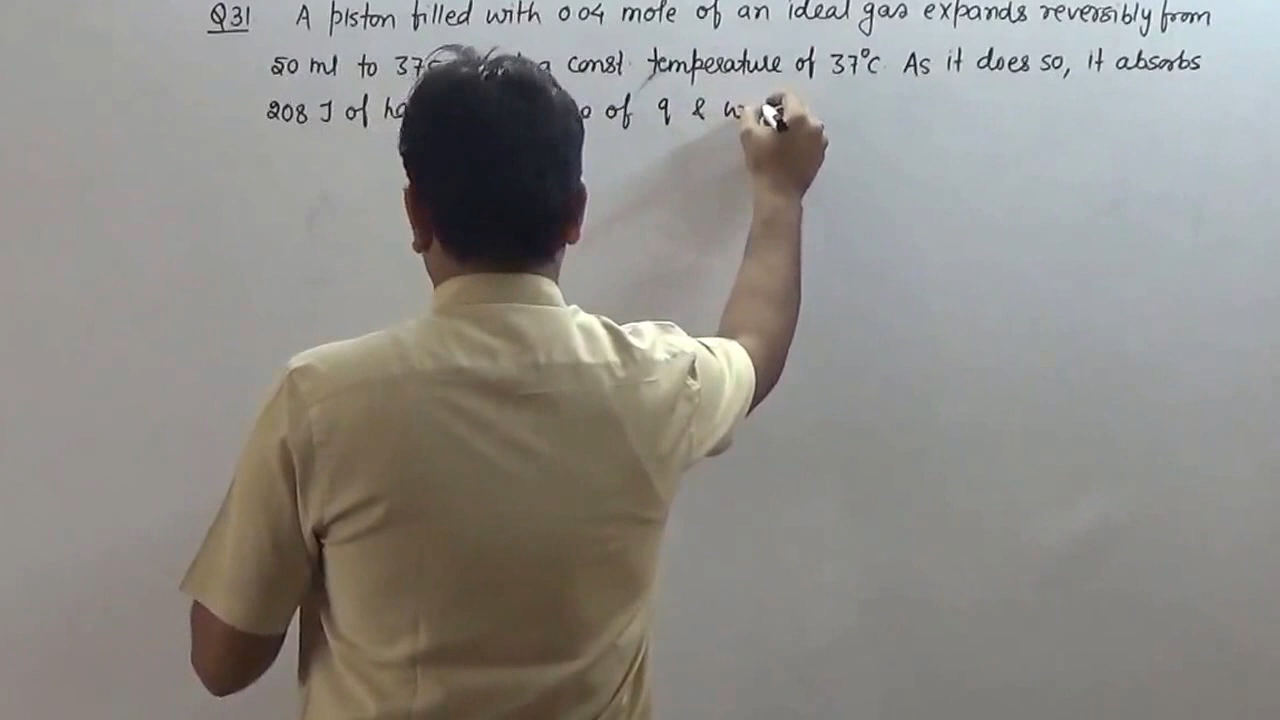 Q31 A piston filled with 0.04 mole of an ideal gas expands reversibly from
50 ml to 37 const. temperature of 37°C. As it does so, it absorbs
208 J of of q & w